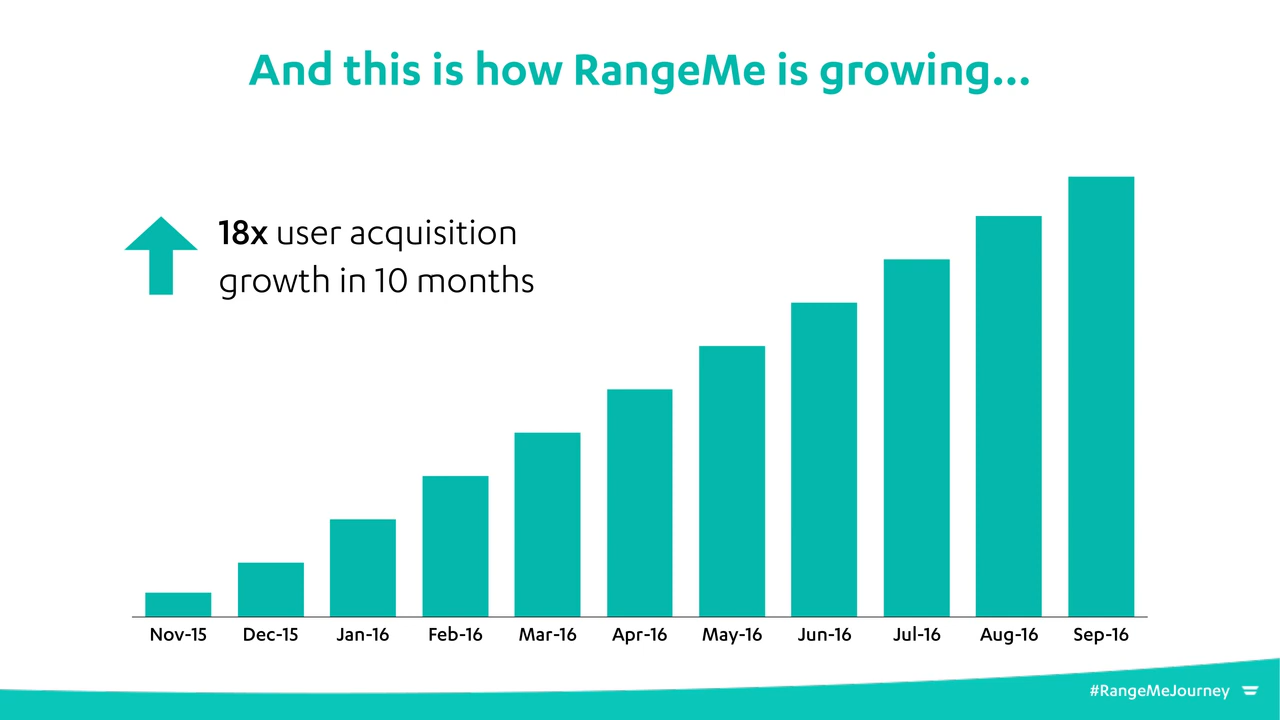 And this is how RangeMe is growing...
18x user acquisition
growth in 10 months
Nov-15 Dec-15 Jan-16 Feb-16 Mar-16 Apr-16 May-16 Jun-16 Jul-16 Aug-16 Sep-16
#RangeMeJourney